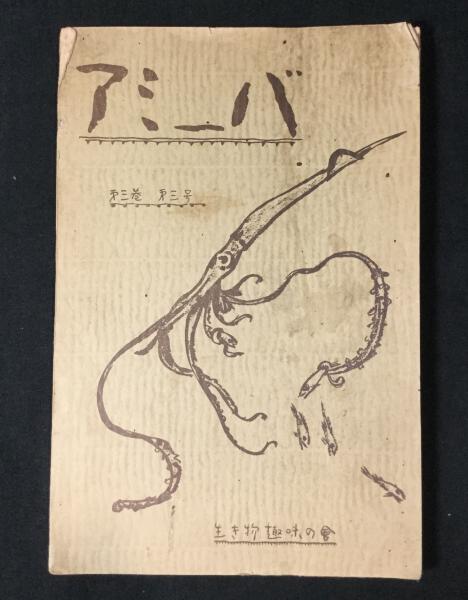 アミーバ
第三巻 第三号
生き物趣味の會